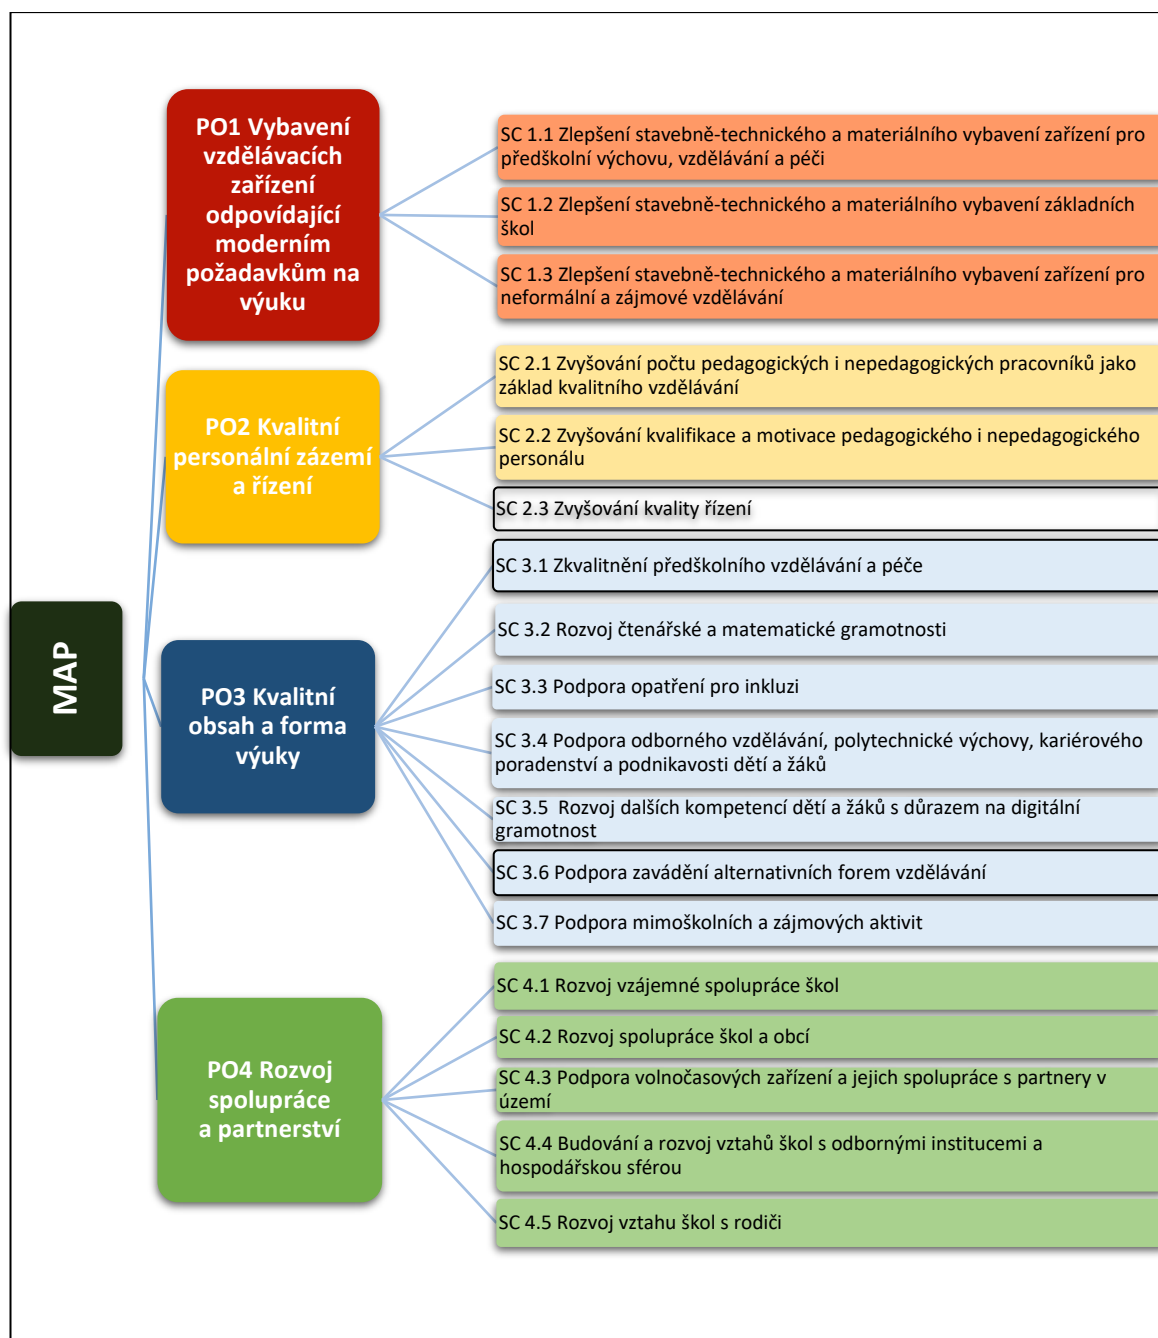 MAP
PO1 Vybavení
vzdělávacích
zařízení
odpovídající
moderním
požadavkům na
výuku
SC 1.1 Zlepšení stavebně-technického a materiálního vybavení zařízení pro
předškolní výchovu, vzdělávání a péči
SC 1.2 Zlepšení stavebně-technického a materiálního vybavení základních
škol
SC 1.3 Zlepšení stavebně-technického a materiálního vybavení zařízení pro
neformální a zájmové vzdělávání
PO2 Kvalitní
personální zázemí
a řízení
SC 2.1 Zvyšování počtu pedagogických i nepedagogických pracovníků jako
základ kvalitního vzdělávání
SC 2.2 Zvyšování kvalifikace a motivace pedagogického i nepedagogického
personálu
SC 2.3 Zvyšování kvality řízení
PO3 Kvalitní
obsah a forma
výuky
SC 3.1 Zkvalitnění předškolního vzdělávání a péče
SC 3.2 Rozvoj čtenářské a matematické gramotnosti
SC 3.3 Podpora opatření pro inkluzi
SC 3.4 Podpora odborného vzdělávání, polytechnické výchovy, kariérového
poradenství a podnikavosti dětí a žáků
SC 3.5  Rozvoj dalších kompetencí dětí a žáků s důrazem na digitální
gramotnost
SC 3.6 Podpora zavádění alternativních forem vzdělávání
SC 3.7 Podpora mimoškolních a zájmových aktivit
PO4 Rozvoj
spolupráce
a partnerství
SC 4.1 Rozvoj vzájemné spolupráce škol
SC 4.2 Rozvoj spolupráce škol a obcí
SC 4.3 Podpora volnočasových zařízení a jejich spolupráce s partnery v
území
SC 4.4 Budování a rozvoj vztahů škol s odbornými institucemi a
hospodářskou sférou
SC 4.5 Rozvoj vztahu škol s rodiči